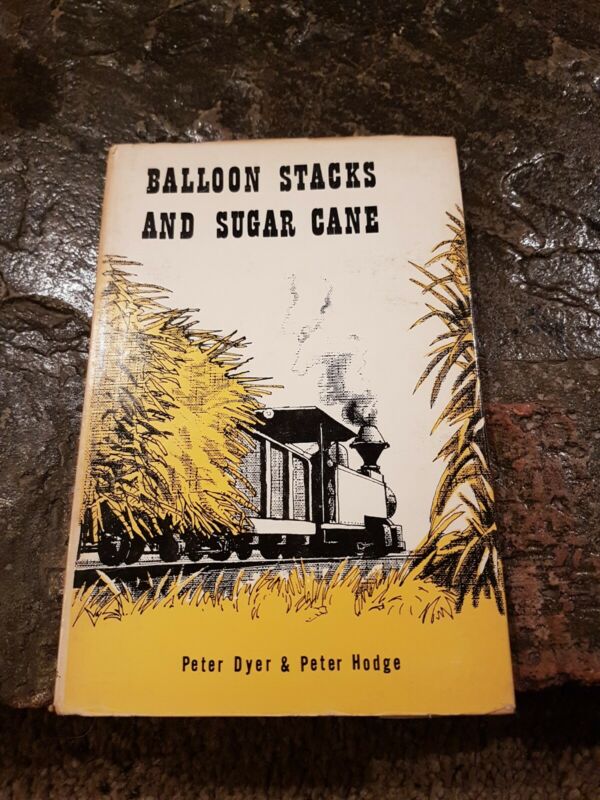 BALLOON STACKS
AND SUGAR CANE
Peter Dyer & Peter Hodge